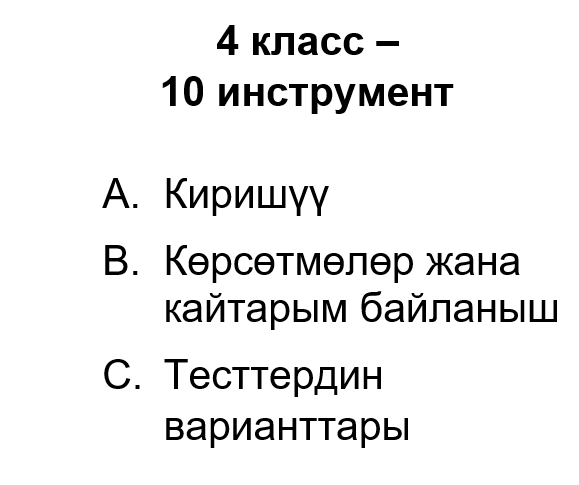 4 класс –
10 инструмент
A. Киришүү
B. Көрсөтмөлөр жана
кайтарым байланыш
C. Тесттердин
варианттары